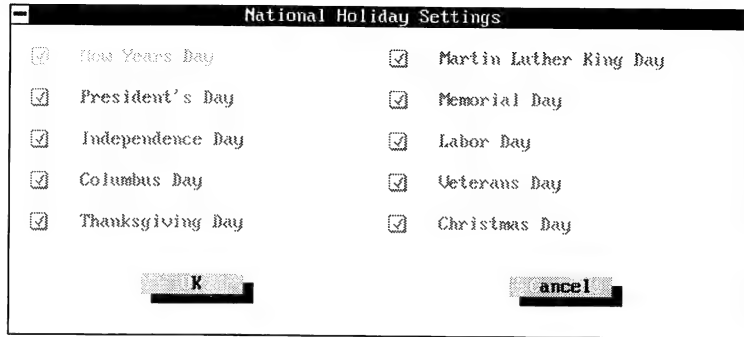 National Holiday Settings
New Years Day
Martin Luther King Day
President's Day
Memorial Day
Independence Day
Labor Day
Columbus Day
Veterans Day
Thanksgiving Day
Christmas Day
K
ancel